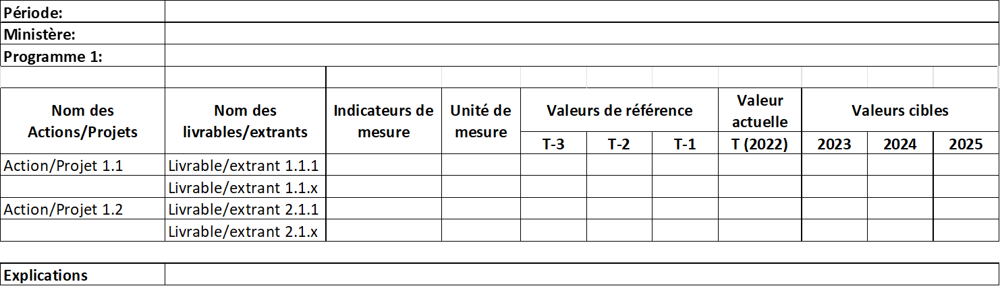 Période:
Ministère:
Programme 1:
Nom des Actions/Projets Nom des livrables/extrants Indicateurs de mesure Unité de mesure Valeurs de référence Valeur actuelle Valeurs cibles
T-3 T-2 T-1 T (2022) 2023 2024 2025
Action/Projet 1.1 Livrable/extrant 1.1.1
Livrable/extrant 1.1.x
Action/Projet 1.2 Livrable/extrant 2.1.1
Livrable/extrant 2.1.x
Explications